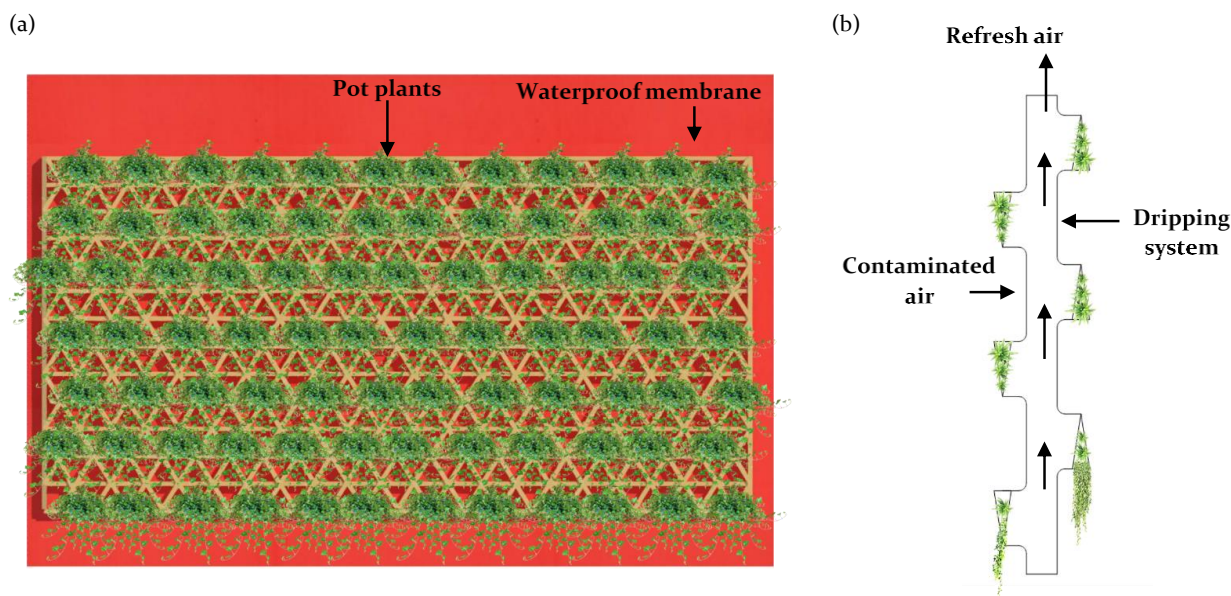 (a)
Pot plants
Waterproof membrane
(b)
Refresh air
Dripping
system
Contaminated
air